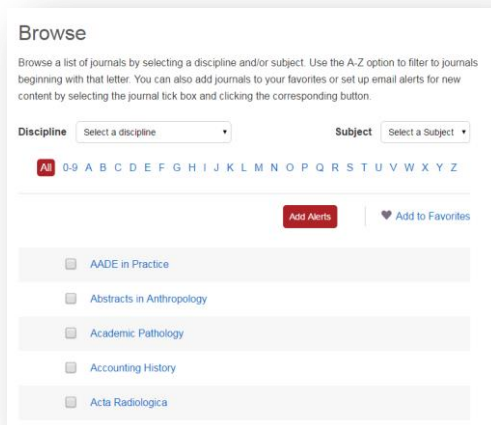 Browse
Browse a list of journals by selecting a discipline and/or subject. Use the A-Z option to filter to journals
beginning with that letter. You can also add journals to your favorites or set up email alerts for new
content by selecting the journal tick box and clicking the corresponding button.
Discipline Select a discipline Subject Select a Subject
All 0-9 A B C D E F G H I J K L M N O P Q R S T U V W X Y Z
Add Alerts Add to Favorites
AADE in Practice
Abstracts in Anthropology
Academic Pathology
Accounting History
Acta Radiologica